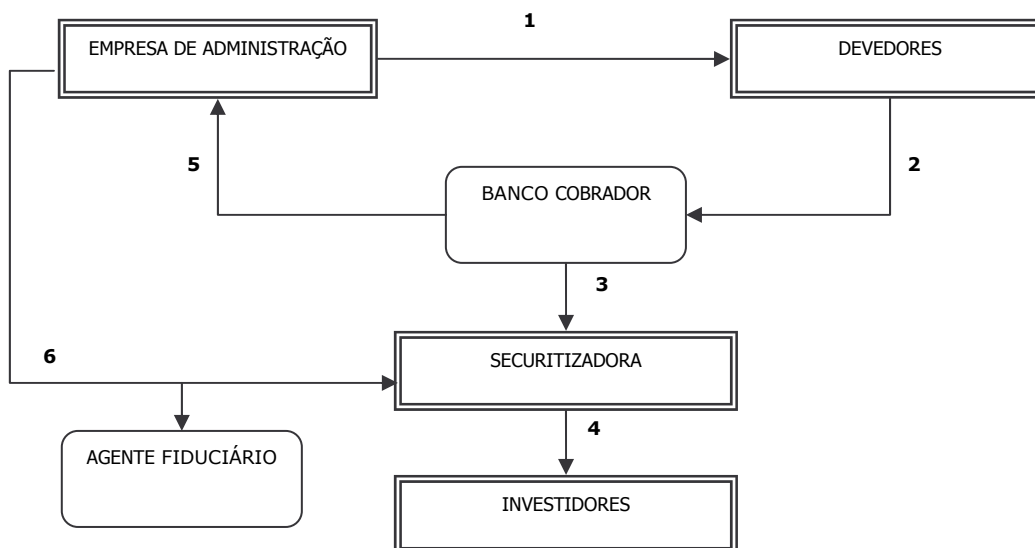 1
EMPRESA DE ADMINISTRAÇÃO
DEVEDORES
5
2
BANCO COBRADOR
3
6
SECURITIZADORA
4
AGENTE FIDUCIÁRIO
INVESTIDORES